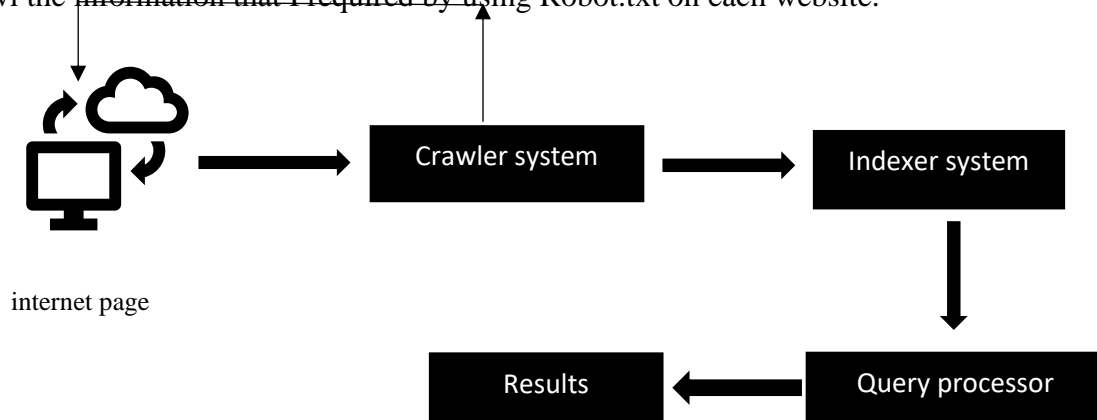 the information that I required by using Robot.txt on each website.
Crawler system
Indexer system
internet page
Results
Query processor